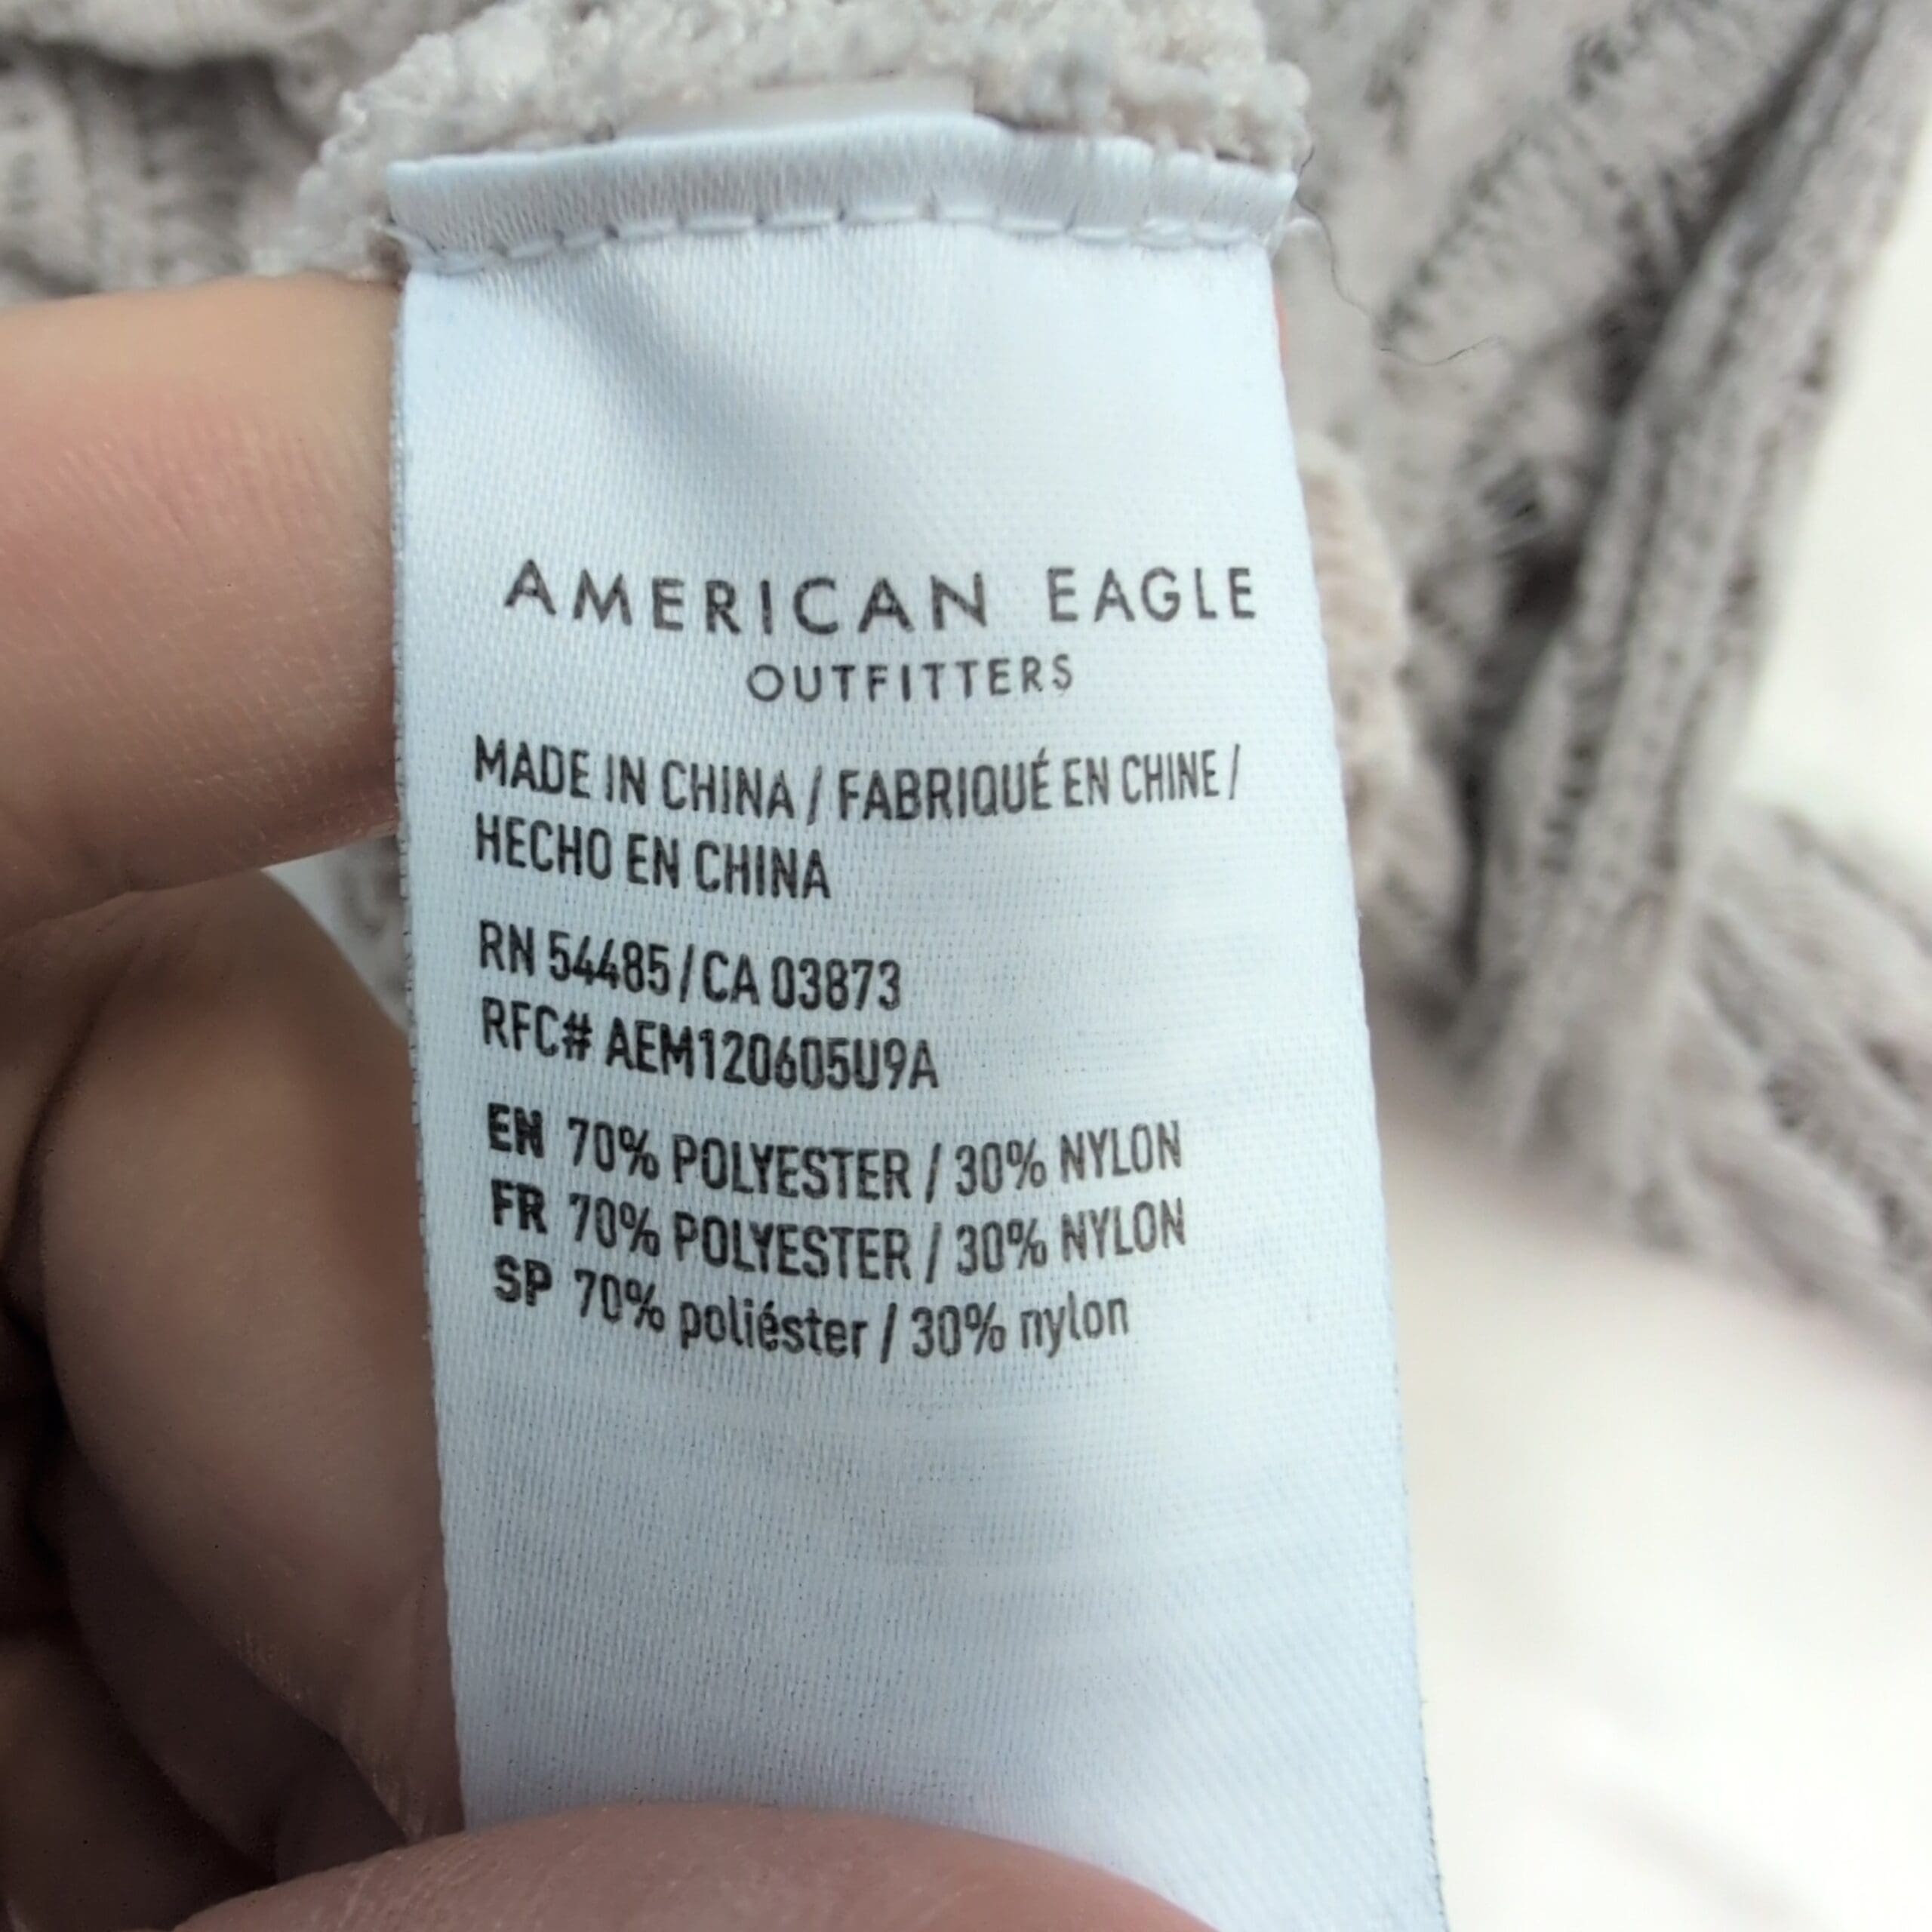 AMERICAN EAGLE
OUTFITTERS
MADE IN CHINA / FABRIQUÉ EN CHINE /
HECHO EN CHINA
RN 54485 / CA 03873
RFC# AEM120605U9A
EN 70% POLYESTER / 30% NYLON
FR 70% POLYESTER / 30% NYLON
SP 70% poliéster / 30% nylon